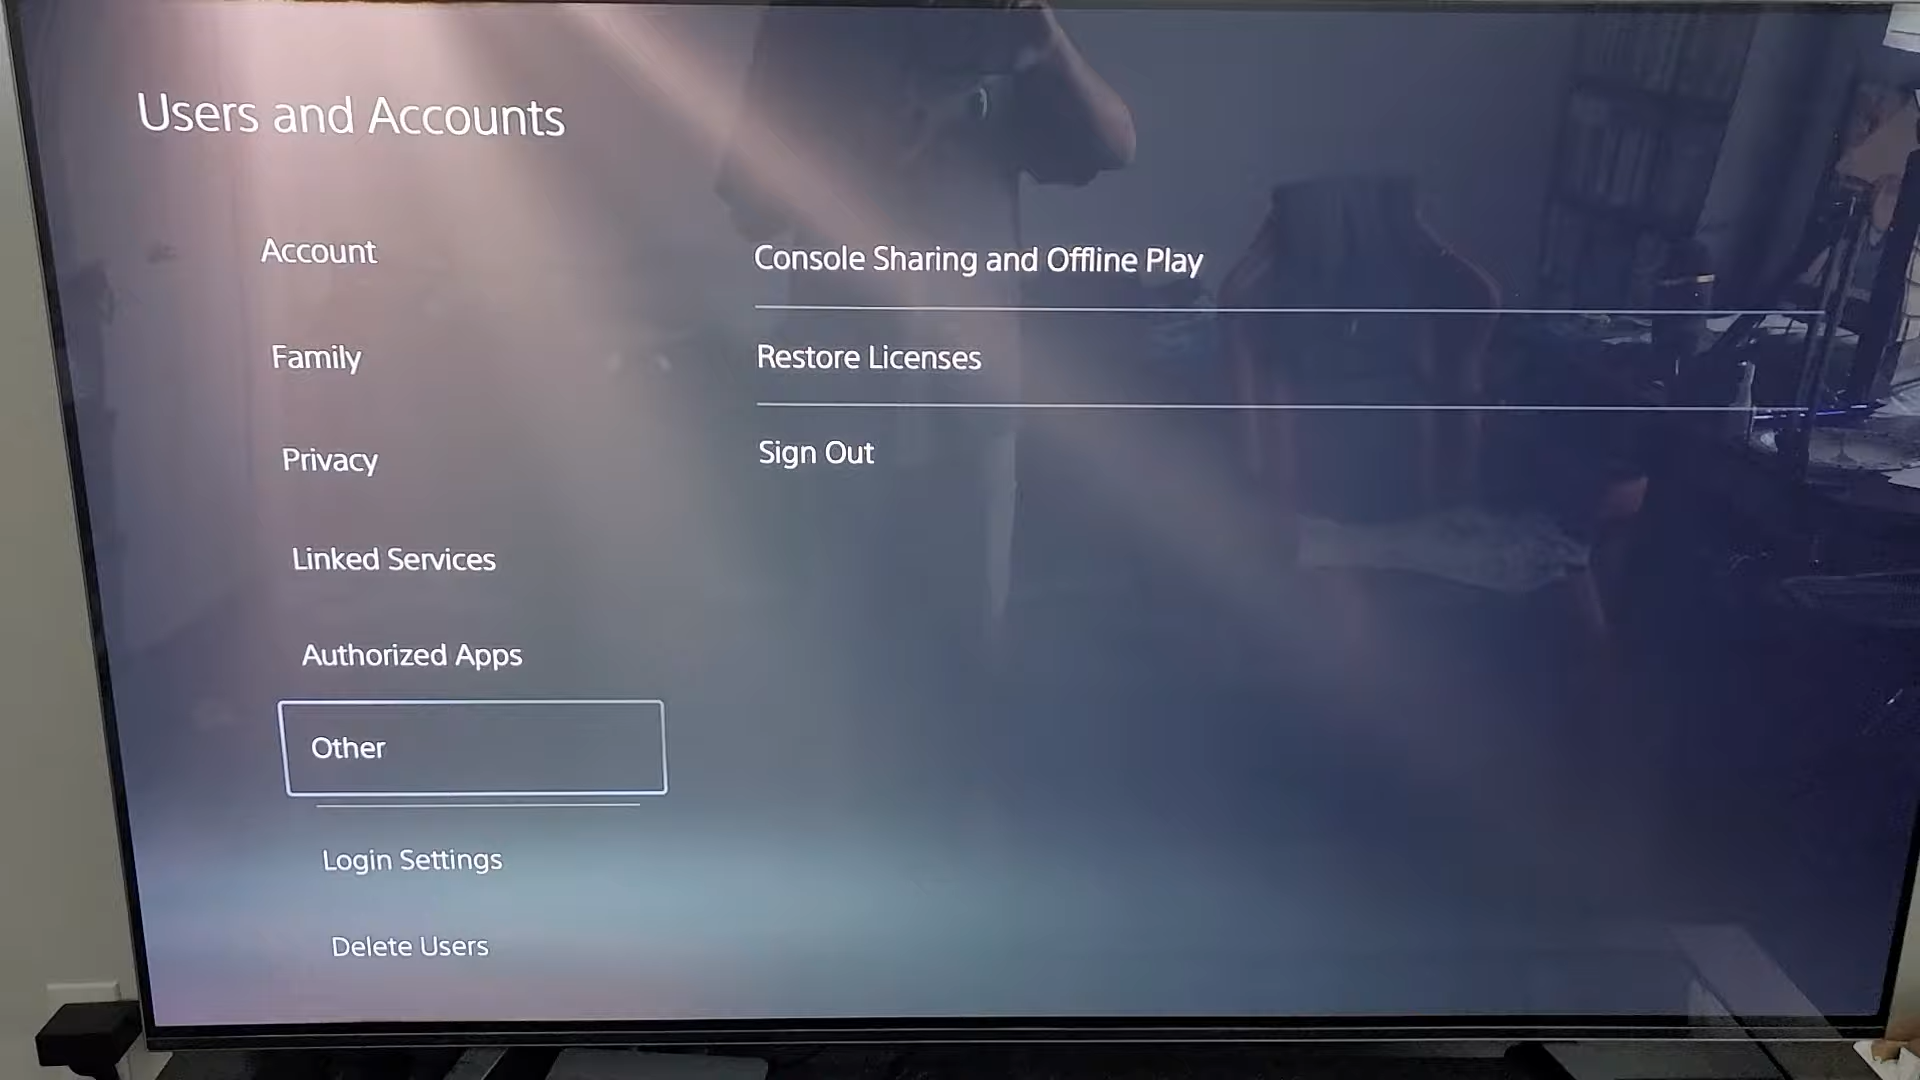 Users and Accounts
Account
Family
Privacy
Linked Services
Authorized Apps
Other
Login Settings
Delete Users
Console Sharing and Offline Play
Restore Licenses
Sign Out